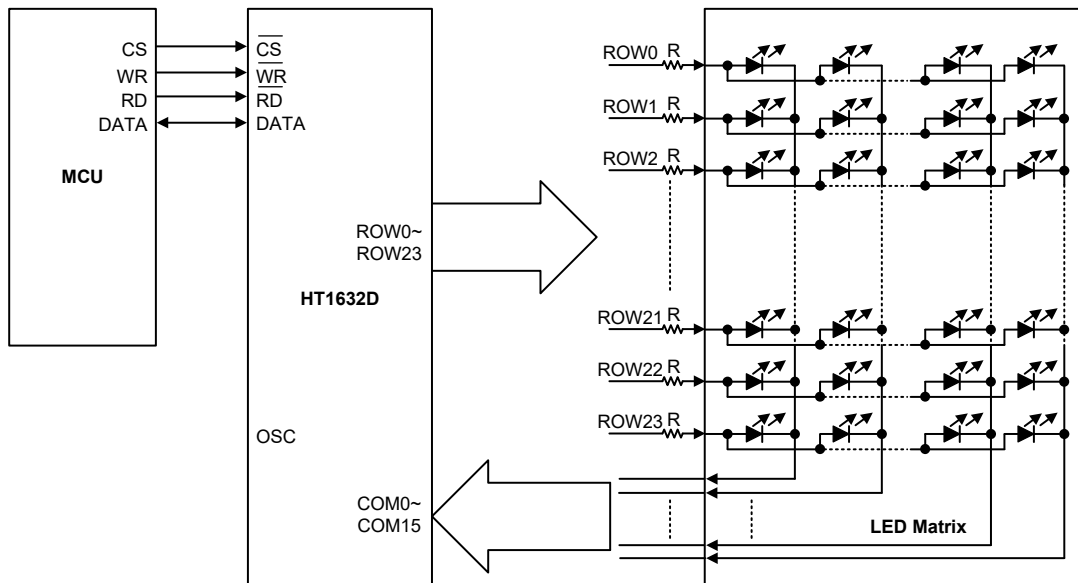 MCU
CS
WR
RD
DATA
CS
WR
RD
DATA
HT1632D
ROW0~
ROW23
OSC
COM0~
COM15
ROW0 R
ROW1 R
ROW2 R
ROW21 R
ROW22 R
ROW23 R
LED Matrix